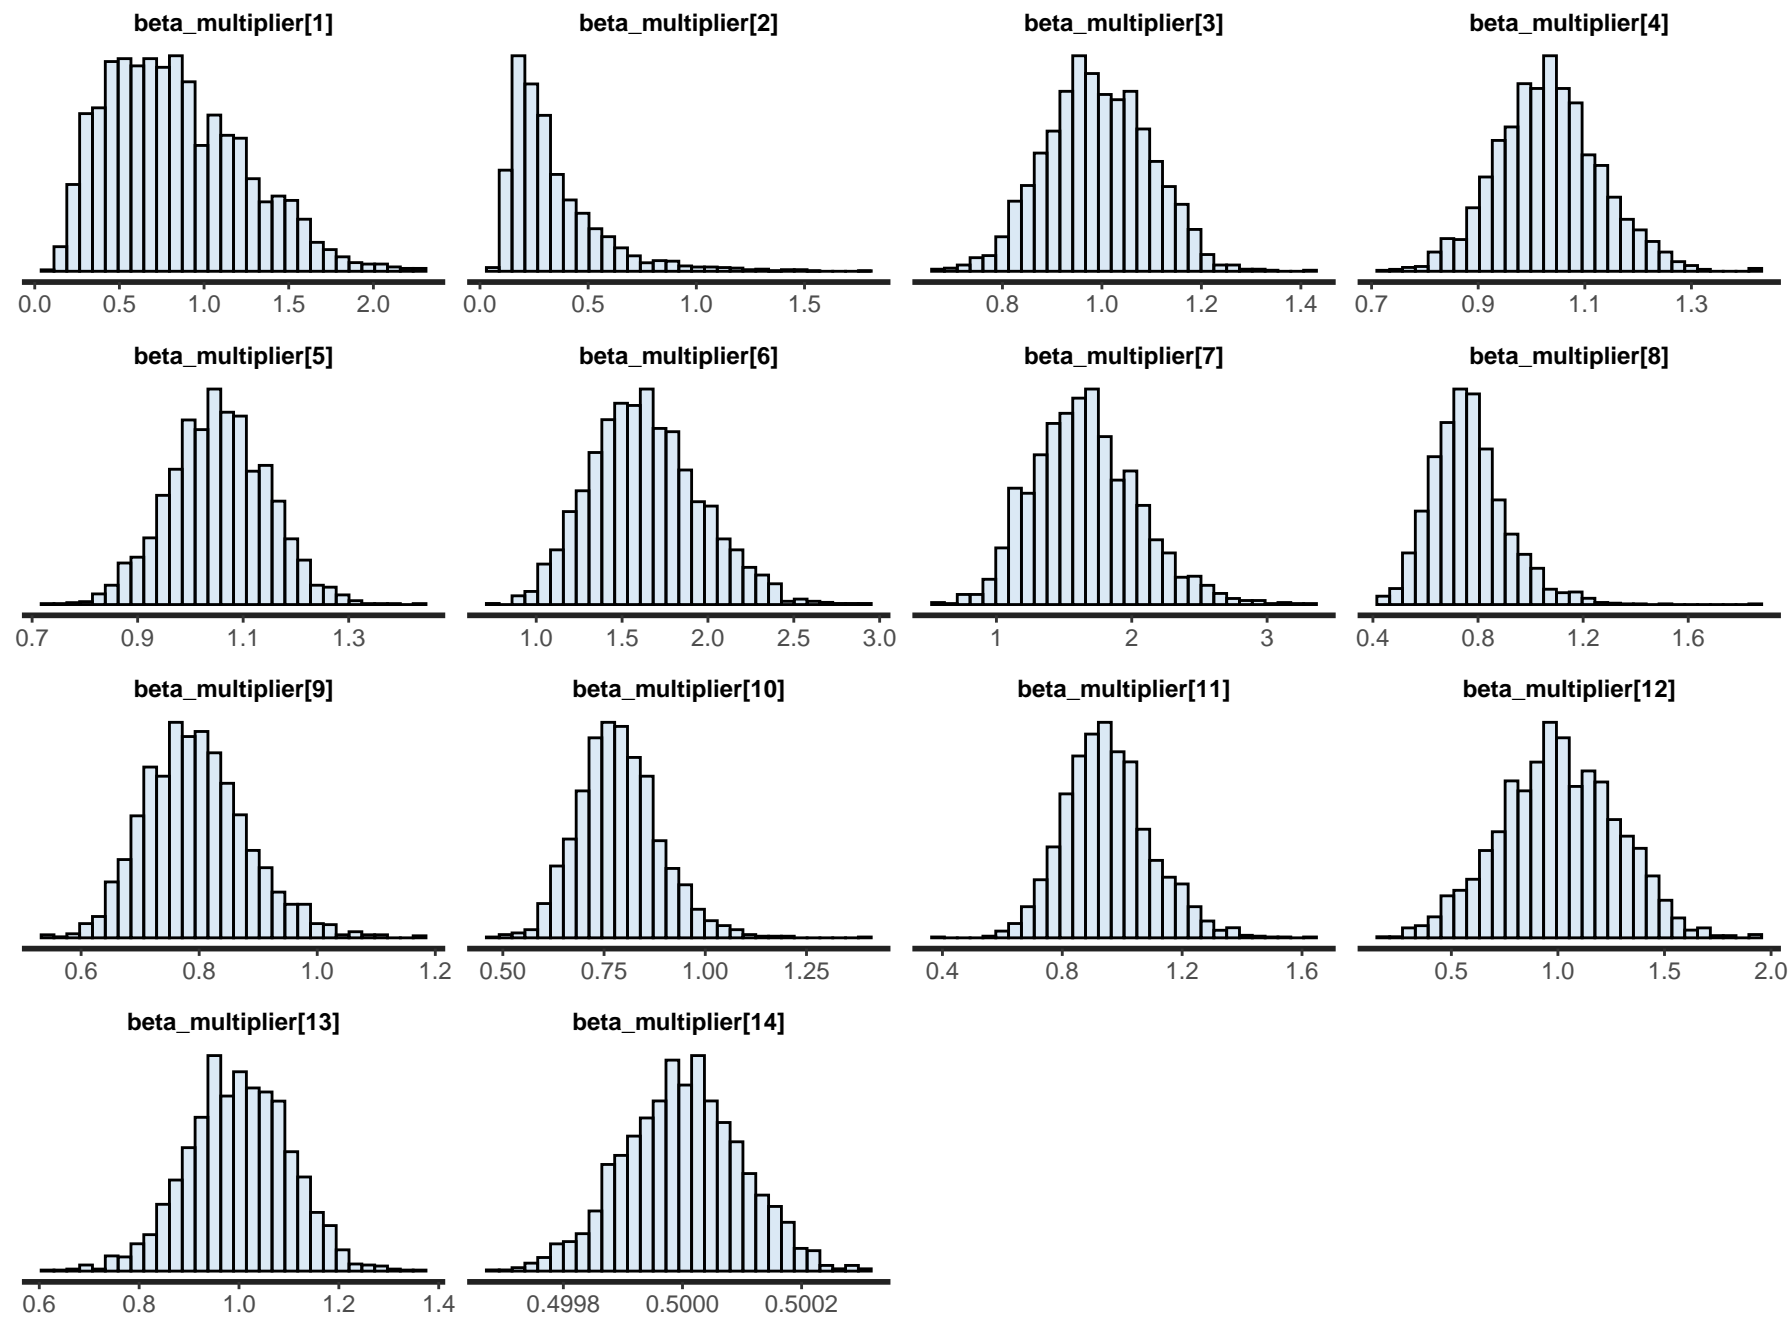 beta_multiplier[1] beta_multiplier[2] beta_multiplier[3] beta_multiplier[4]
0.0 0.5 1.0 1.5 2.0 0.0 0.5 1.0 1.5 0.8 1.0 1.2 1.4 0.7 0.9 1.1 1.3
beta_multiplier[5] beta_multiplier[6] beta_multiplier[7] beta_multiplier[8]
0.7 0.9 1.1 1.3 1.0 1.5 2.0 2.5 3.0 1 2 3 0.4 0.8 1.2 1.6
beta_multiplier[9] beta_multiplier[10] beta_multiplier[11] beta_multiplier[12]
0.6 0.8 1.0 1.2 0.50 0.75 1.00 1.25 0.4 0.8 1.2 1.6 0.5 1.0 1.5 2.0
beta_multiplier[13] beta_multiplier[14]
0.6 0.8 1.0 1.2 1.4 0.4998 0.5000 0.5002